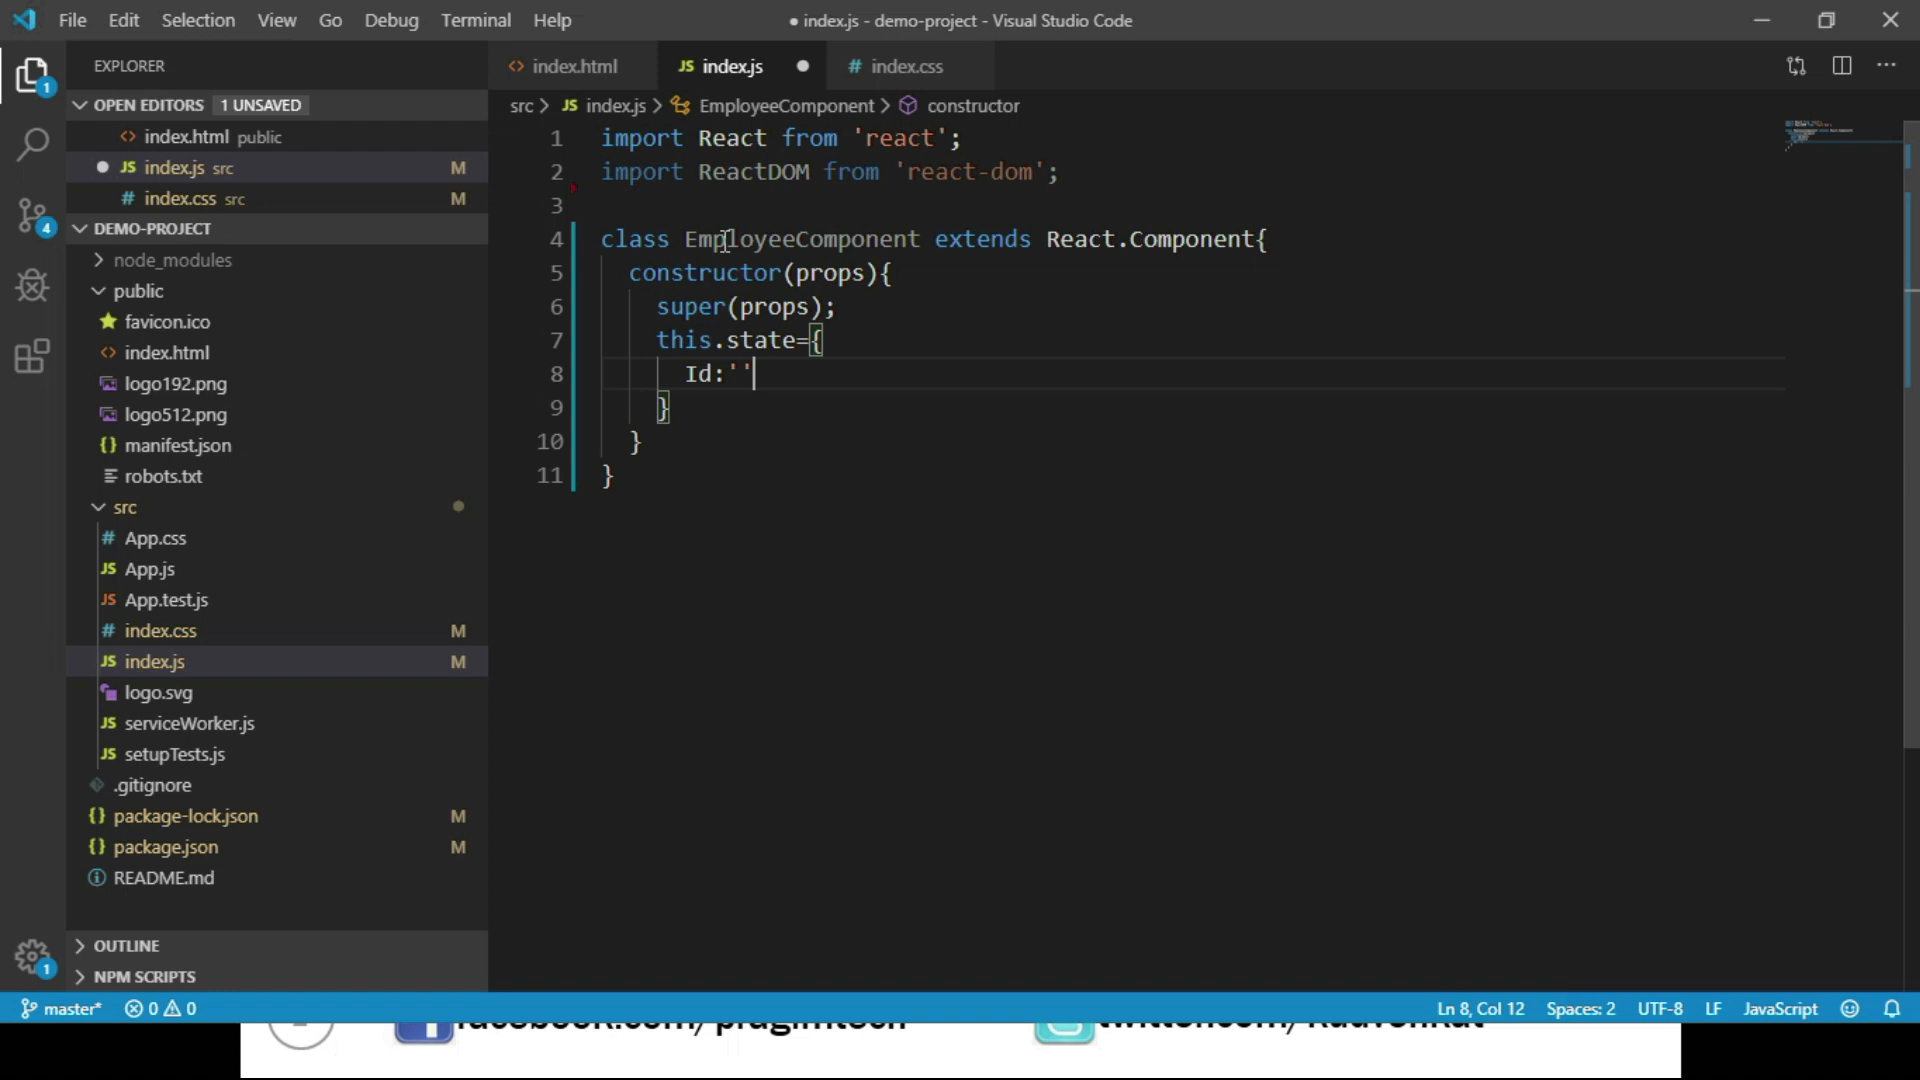 File Edit Selection View Go Debug Terminal Help
● index.js - demo-project - Visual Studio Code
EXPLORER
OPEN EDITORS 1 UNSAVED
index.html public
index.js src M
index.css src M
DEMO-PROJECT
node_modules
public
favicon.ico
index.html
logo192.png
logo512.png
manifest.json
robots.txt
src
App.css
App.js
App.test.js
index.css M
index.js M
logo.svg
serviceWorker.js
setupTests.js
.gitignore
package-lock.json M
package.json M
README.md
OUTLINE
NPM SCRIPTS
1
4
1
index.html
JS index.js
# index.css
src > JS index.js > EmployeeComponent > constructor
1 import React from 'react';
2 import ReactDOM from 'react-dom';
3
4 class EmployeeComponent extends React.Component{
5 constructor(props){
6 super(props);
7 this.state={
8 Id:''
9 }
10 }
11 }
master* 0 0
Ln 8, Col 12 Spaces: 2 UTF-8 LF JavaScript
facebook.com/pragimtech